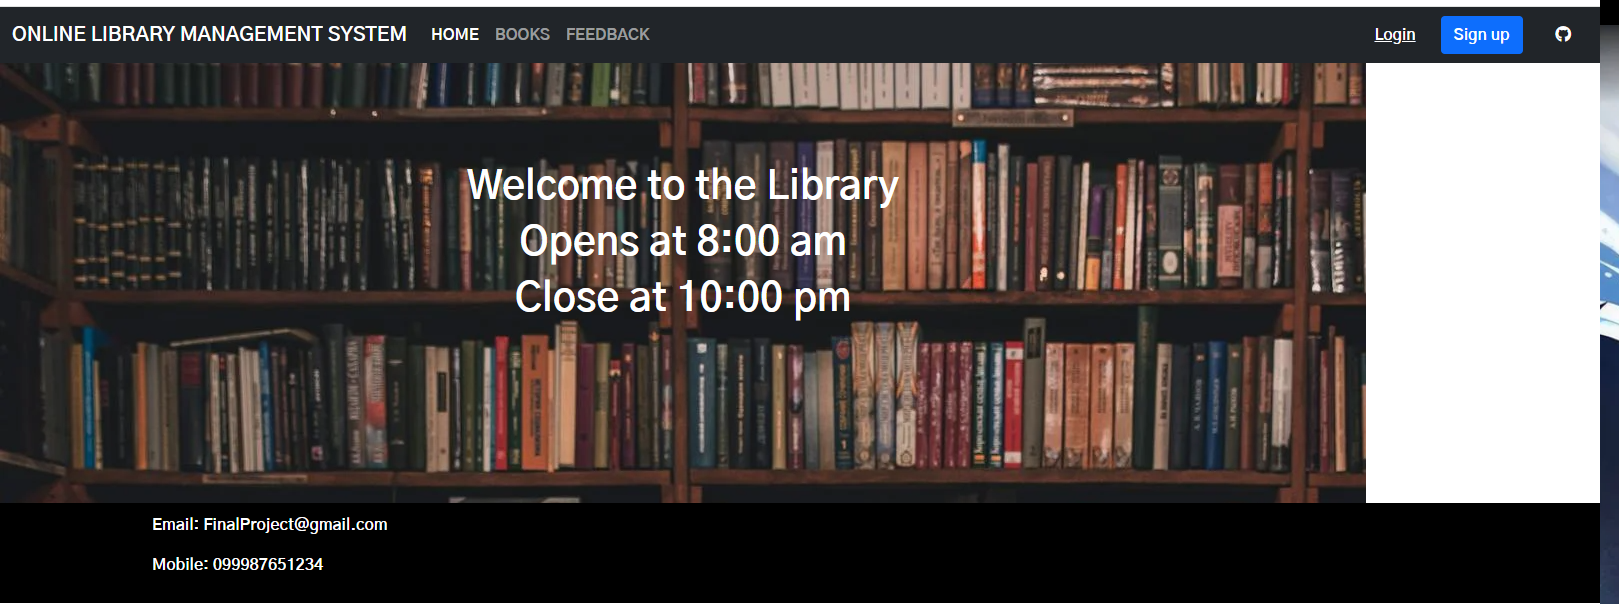 ONLINE LIBRARY MANAGEMENT SYSTEM HOME BOOKS FEEDBACK Login Sign up
Welcome to the Library
Opens at 8:00 am
Close at 10:00 pm
Email: FinalProject@gmail.com
Mobile: 099987651234